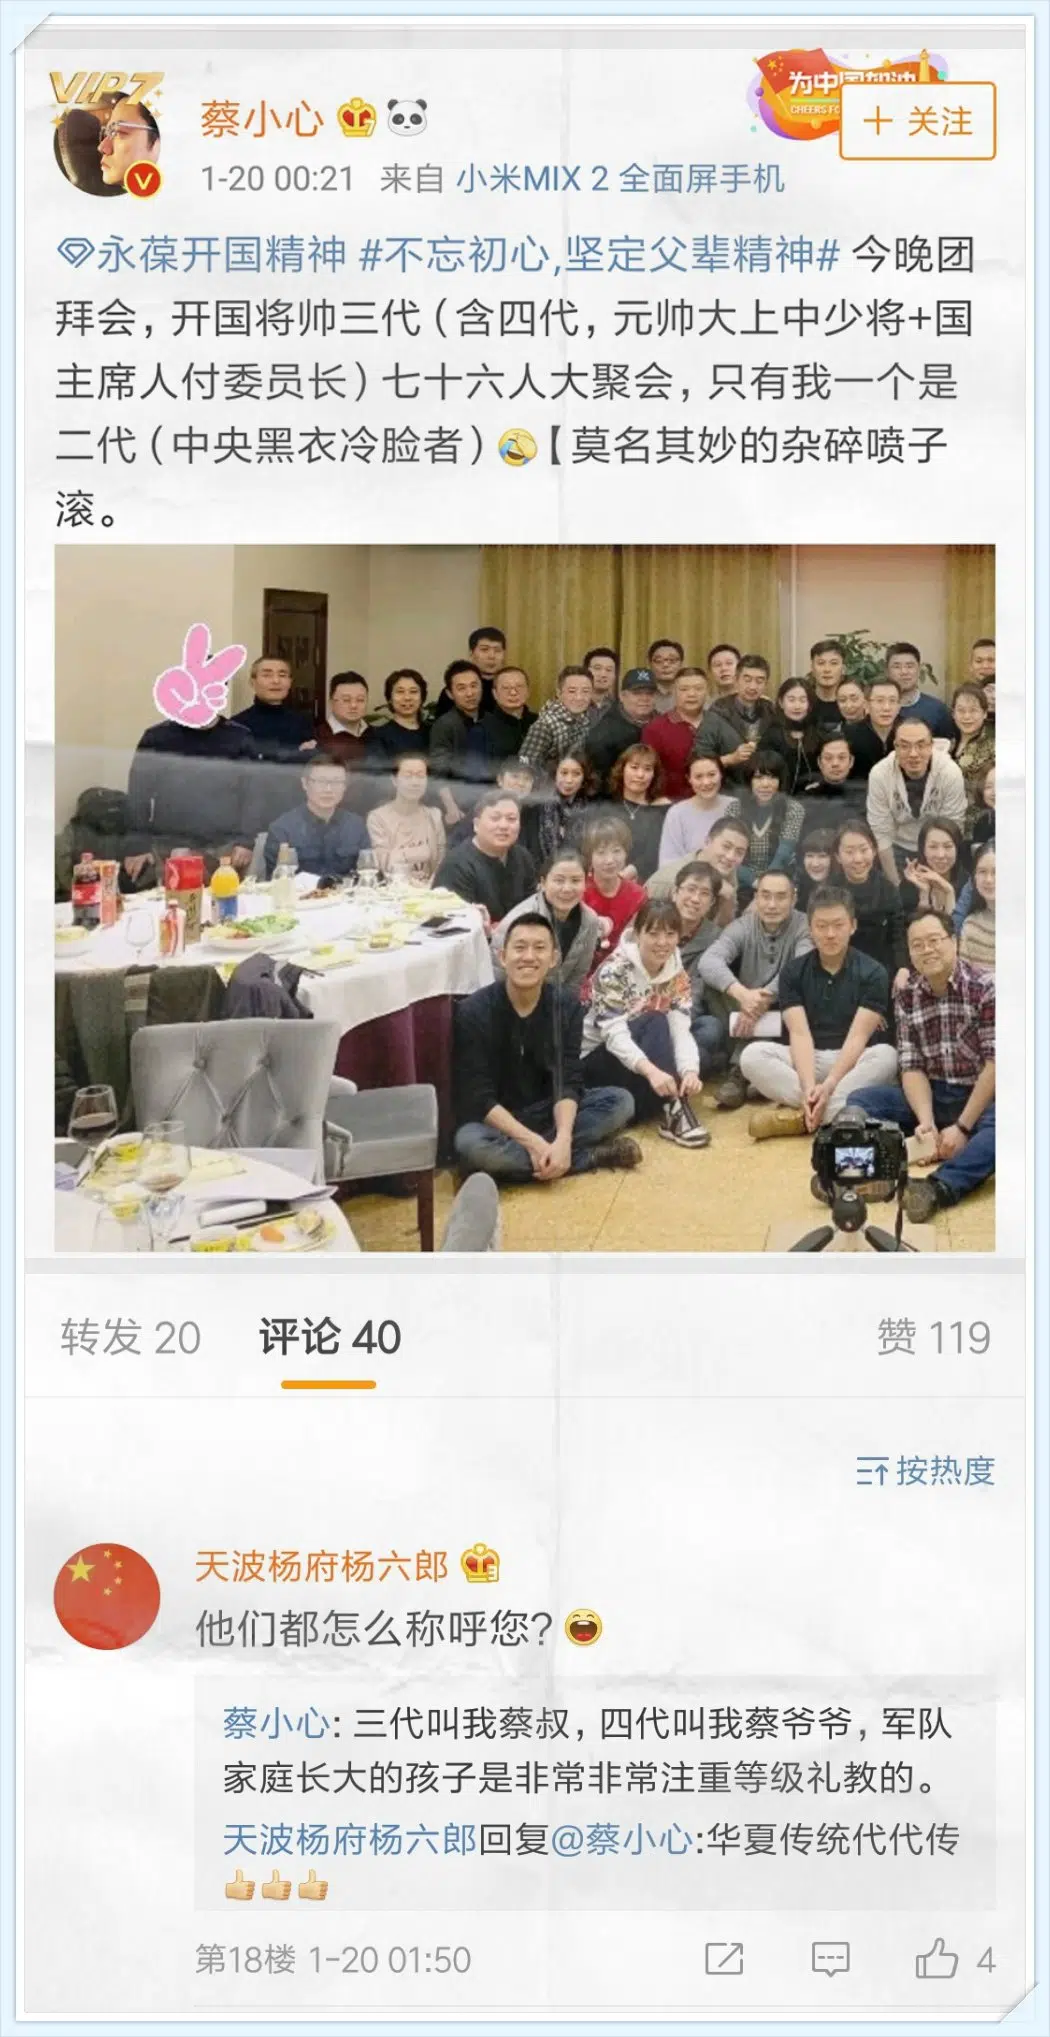 VIP7
蔡小心
为中国加油
CHEERS FO
+ 关注
1-20 00:21 来自 小米MIX 2 全面屏手机
永葆开国精神 #不忘初心,坚定父辈精神# 今晚团
拜会，开国将帅三代（含四代，元帅大上中少将+国
主席人付委员长）七十六人大聚会，只有我一个是
二代（中央黑衣冷脸者）🤣【莫名其妙的杂碎喷子
滚。
转发 20 评论 40 赞 119
按热度
天波杨府杨六郎
他们都怎么称呼您?😄
蔡小心: 三代叫我蔡叔，四代叫我蔡爷爷，军队
家庭长大的孩子是非常非常注重等级礼教的。
天波杨府杨六郎回复@蔡小心:华夏传统代代传
👍👍👍
第18楼 1-20 01:50 4